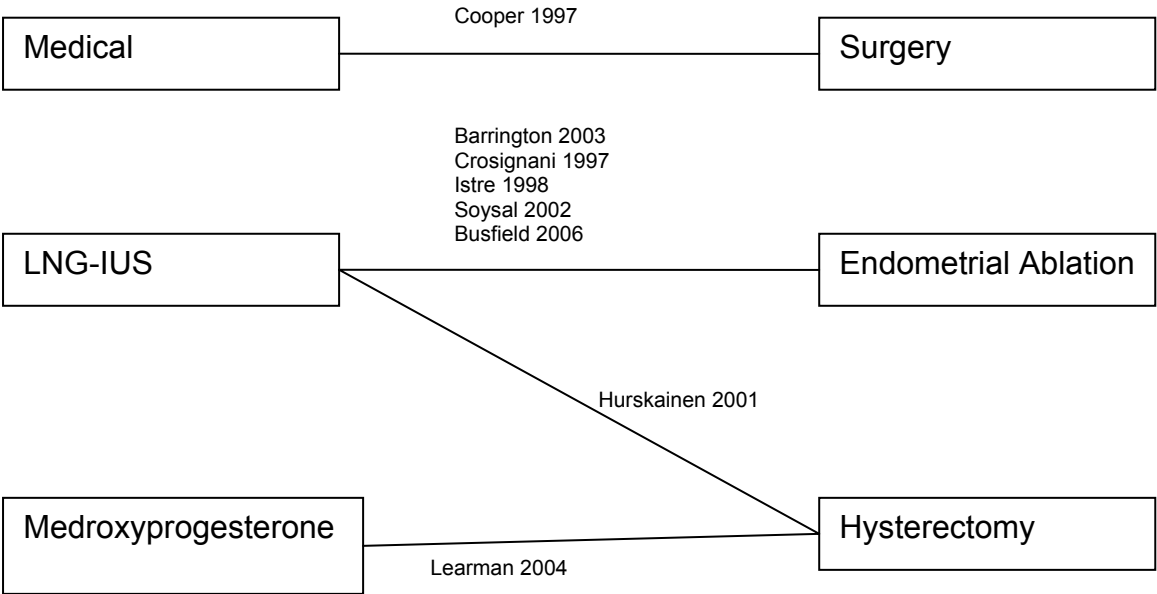 Cooper 1997
Medical
Surgery
Barrington 2003
Crosignani 1997
Istre 1998
Soysal 2002
Busfield 2006
LNG-IUS
Endometrial Ablation
Hurskainen 2001
Medroxyprogesterone
Hysterectomy
Learman 2004